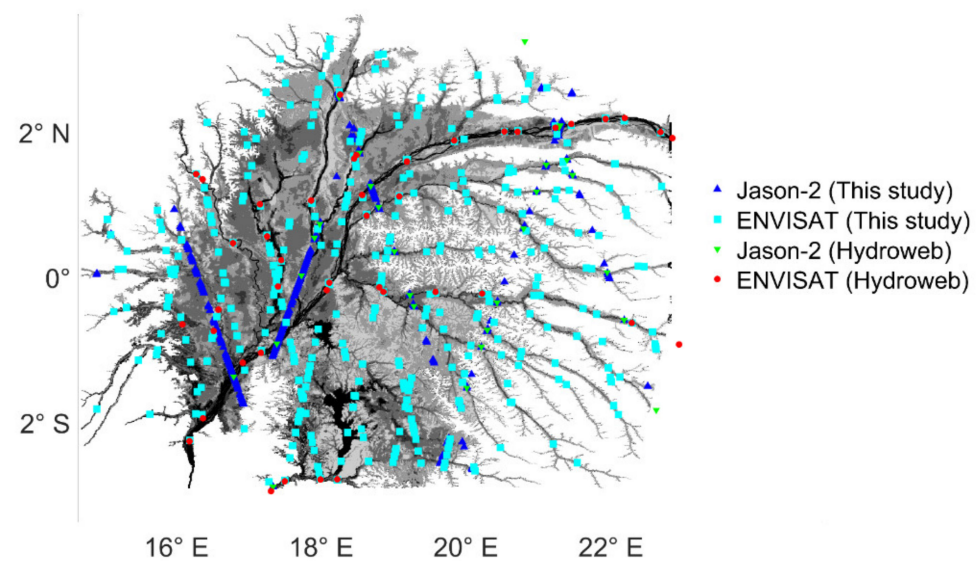 2° N
0°
2° S
16° E
18° E
20° E
22° E
Jason-2 (This study)
ENVISAT (This study)
Jason-2 (Hydroweb)
ENVISAT (Hydroweb)